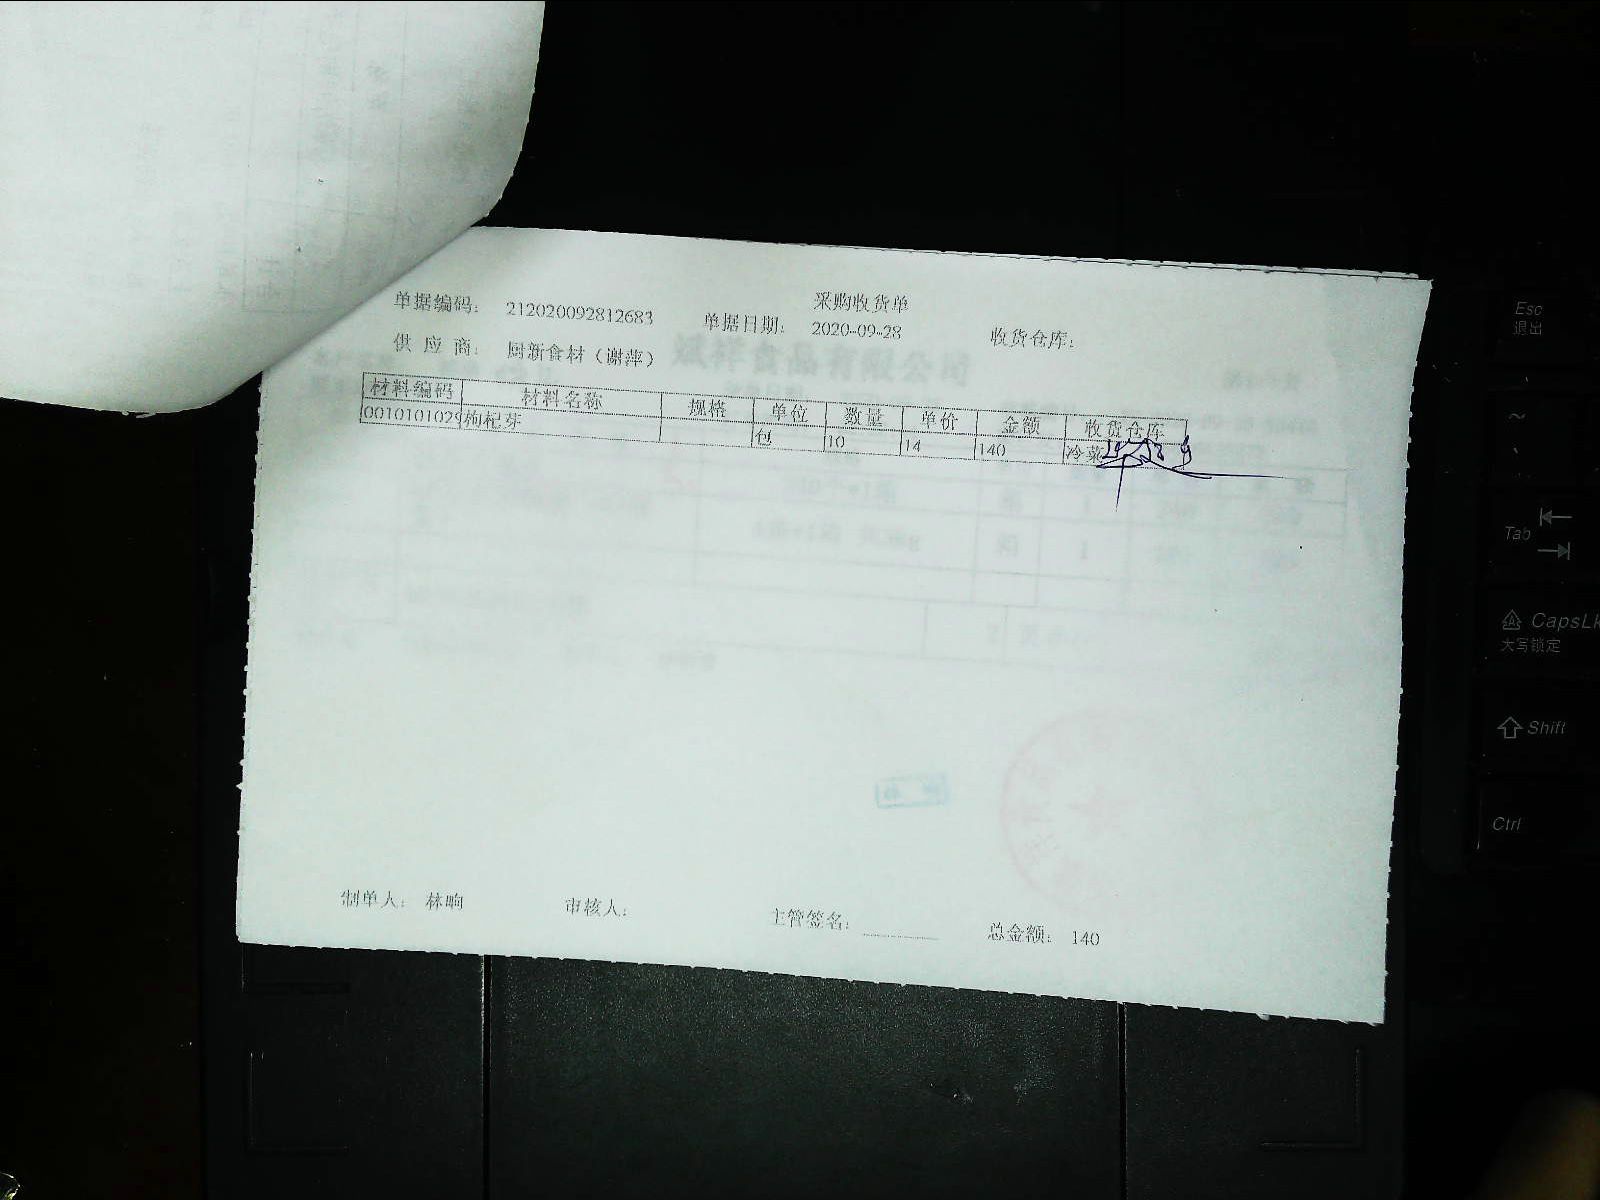 采购收货单
单据编码: 212020092812683 单据日期: 2020-09-28 收货仓库:
供 应 商: 厨新食材（谢萍）
材料编码 材料名称 规格 单位 数量 单价 金额 收货仓库
0010101029 枸杞芽 包 10 14 140 冷菜
制单人: 林晌 审核人: 主管签名: 总金额: 140
Esc
退出
~
Tab
CapsLk
大写锁定
Shift
Ctrl